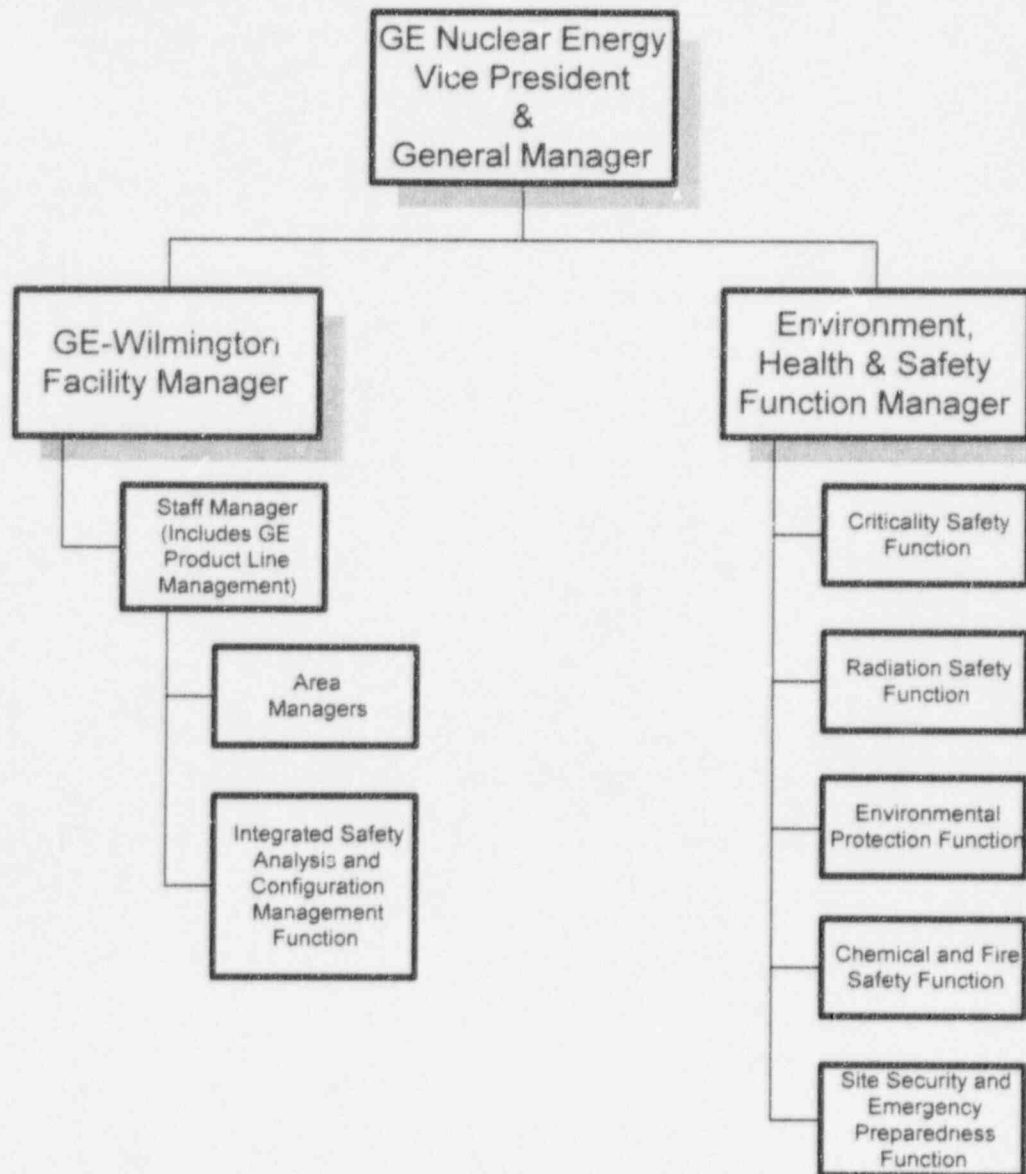 GE Nuclear Energy
Vice President
&
General Manager
GE-Wilmington
Facility Manager
Environment,
Health & Safety
Function Manager
Staff Manager
(Includes GE
Product Line
Management)
Area
Managers
Integrated Safety
Analysis and
Configuration
Management
Function
Criticality Safety
Function
Radiation Safety
Function
Environmental
Protection Function
Chemical and Fire
Safety Function
Site Security and
Emergency
Preparedness
Function